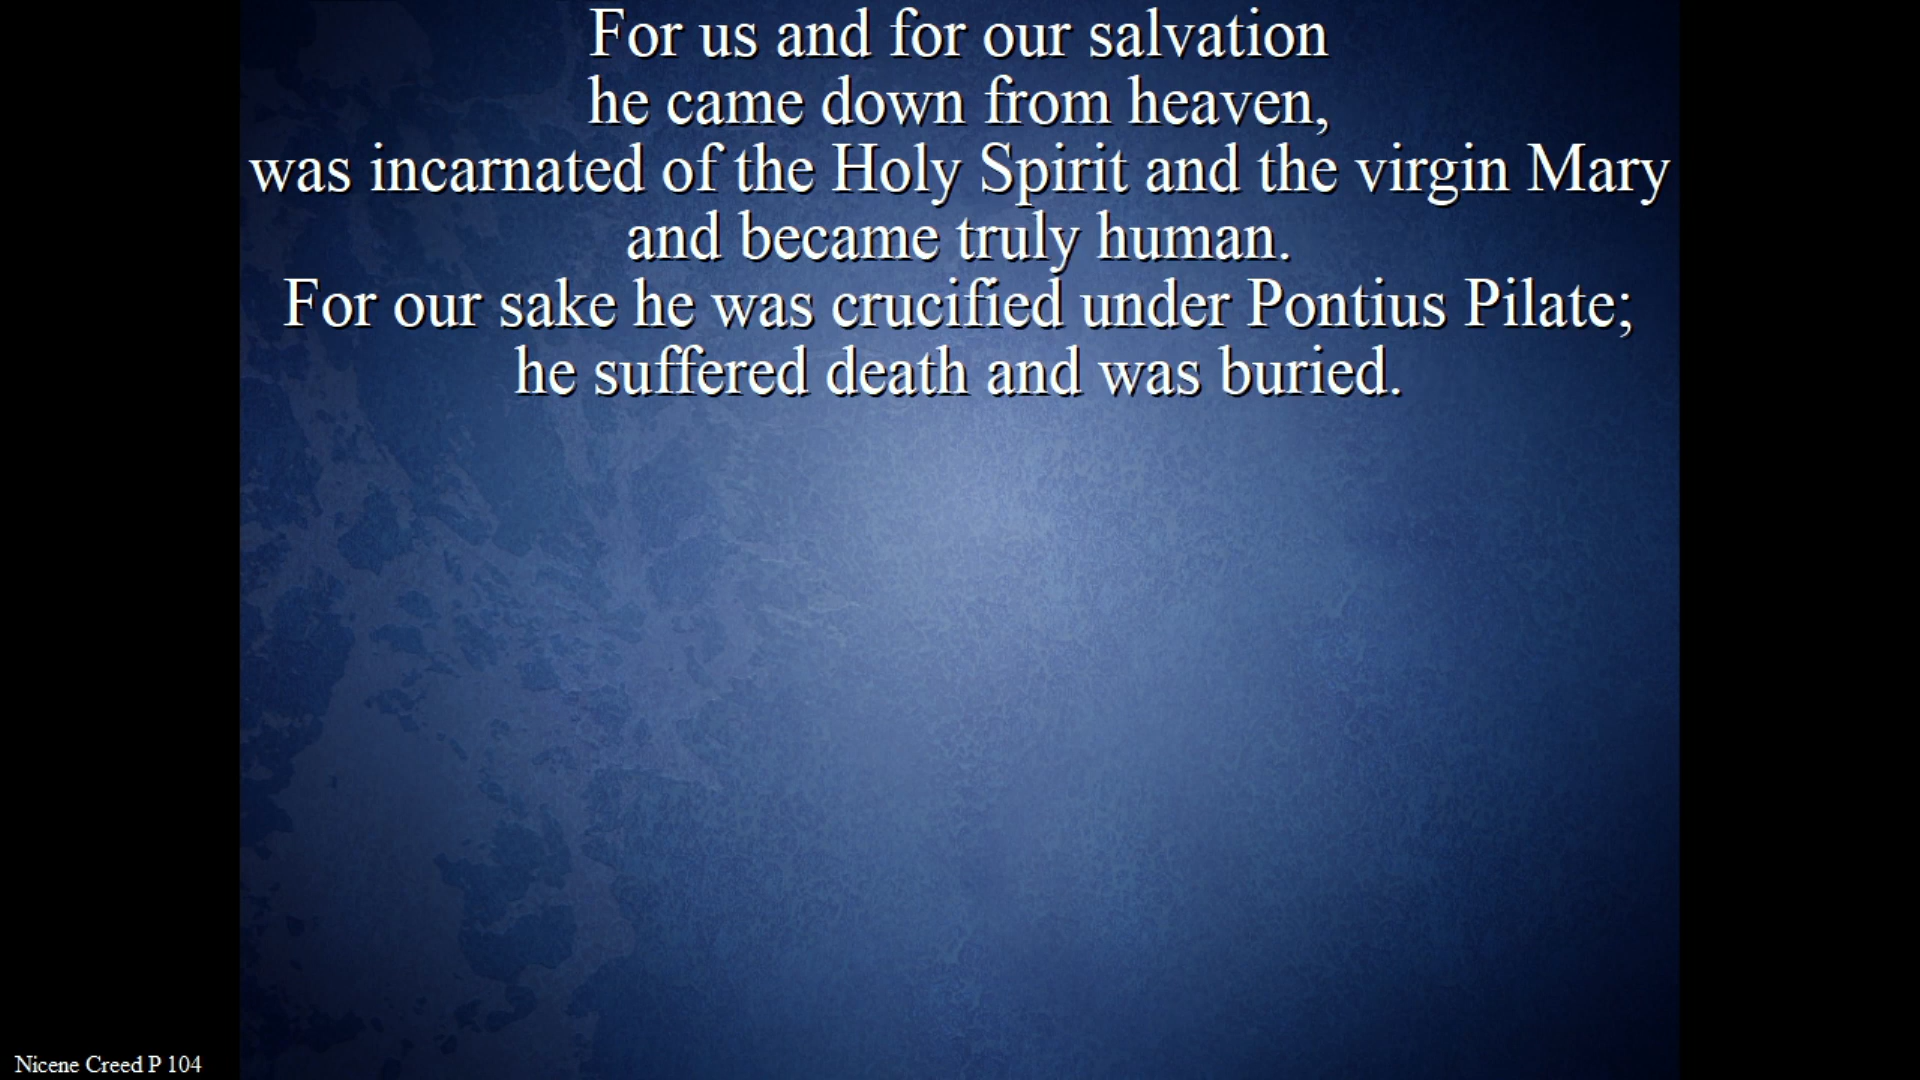 For us and for our salvation
he came down from heaven,
was incarnated of the Holy Spirit and the virgin Mary
and became truly human.
For our sake he was crucified under Pontius Pilate;
he suffered death and was buried.
Nicene Creed P 104